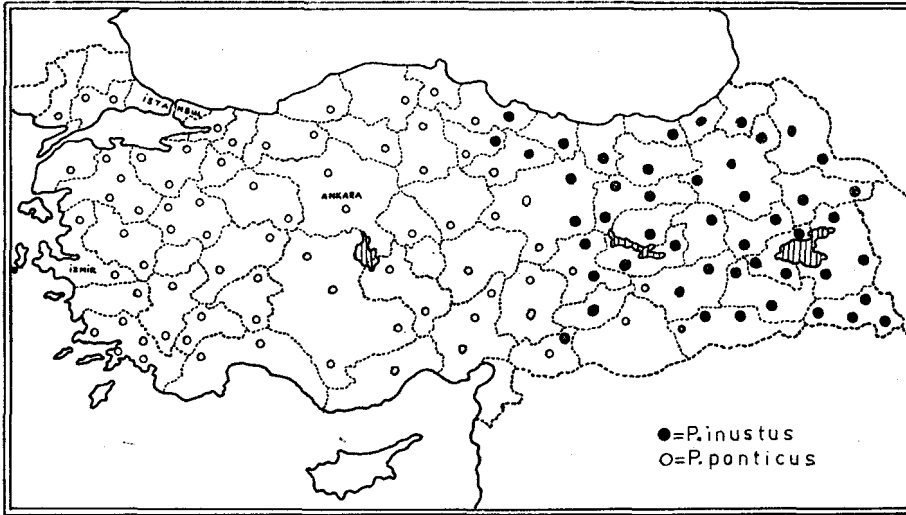 İSTANBUL
ANKARA
İZMİR
●=P.inustus
○=P.ponticus